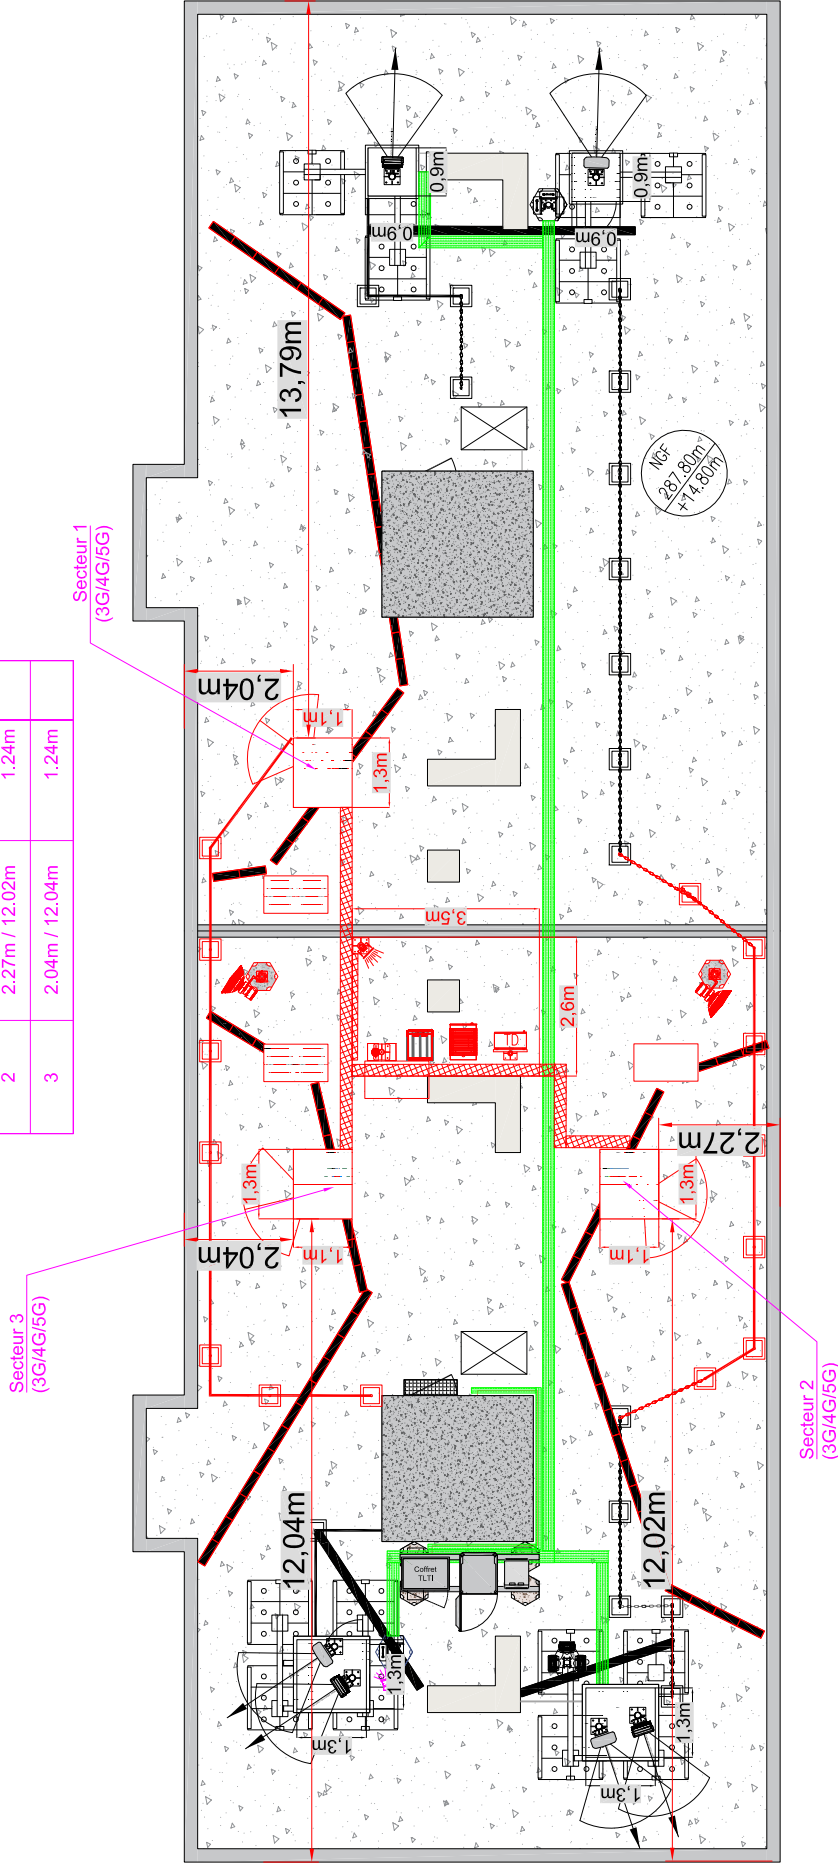 0,9m
0,9m
0,9m
0,9m
13,79m
NGF
287.80m
+14.80m
Secteur 1
(3G/4G/5G)
2,04m
1,1m
1,3m
1.24m
1.24m
2.27m / 12.02m
2.04m / 12.04m
2
3
3,5m
2,6m
2,27m
1,3m
1,3m
2,04m
1,1m
1,1m
Secteur 3
(3G/4G/5G)
Secteur 2
(3G/4G/5G)
12,04m
12,02m
Coffret
TLTI
1,3m
1,3m
1,3m
1,3m